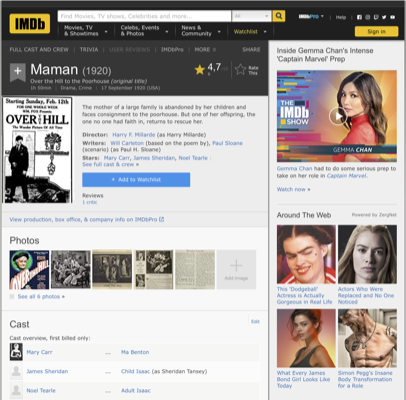 IMDb
Find Movies, TV shows, Celebrities and more...
All
IMDbPro
Help
Movies, TV & Showtimes
Celebs, Events & Photos
News & Community
Watchlist
Sign in
FULL CAST AND CREW | TRIVIA | USER REVIEWS | IMDbPro | MORE
SHARE
Maman (1920)
Over the Hill to the Poorhouse (original title)
1h 50min | Drama, Crime | 17 September 1920 (USA)
4,7
Rate This
Starting Sunday, Feb. 12th
OVER THE HILL
The mother of a large family is abandoned by her children and
faces consignment to the poorhouse. But one of her offspring, the
one no one had faith in, returns to rescue her
Director: Harry F. Millarde (as Harry Millarde)
Writers: Will Carleton (based on the poem by), Paul Sloane
(scenario) (as Paul H. Sloane)
Stars: Mary Carr, James Sheridan, Noel Tearle
See full cast & crew »
+ Add to Watchlist
Reviews
1 critic
View production, box office, & company info on IMDbPro
Photos
Add Image
See all 6 photos »
Cast
Edit
Cast overview, first billed only:
Mary Carr ... Ma Benton
James Sheridan ... Child Isaac (as Sheridan Tansey)
Noel Tearle ... Adult Isaac
Inside Gemma Chan's Intense
'Captain Marvel' Prep
THE IMDb SHOW
GEMMA CHAN
Gemma Chan had to do some serious prep
to take on her role in Captain Marvel.
Watch now »
Around The Web
Powered by ZergNet
This 'Dodgeball'
Actress is Actually
Gorgeous in Real Life
Actors Who Were
Replaced and No One
Noticed
What Every James
Bond Girl Looks Like
Today
Simon Pegg's Insane
Body Transformation
for a Role